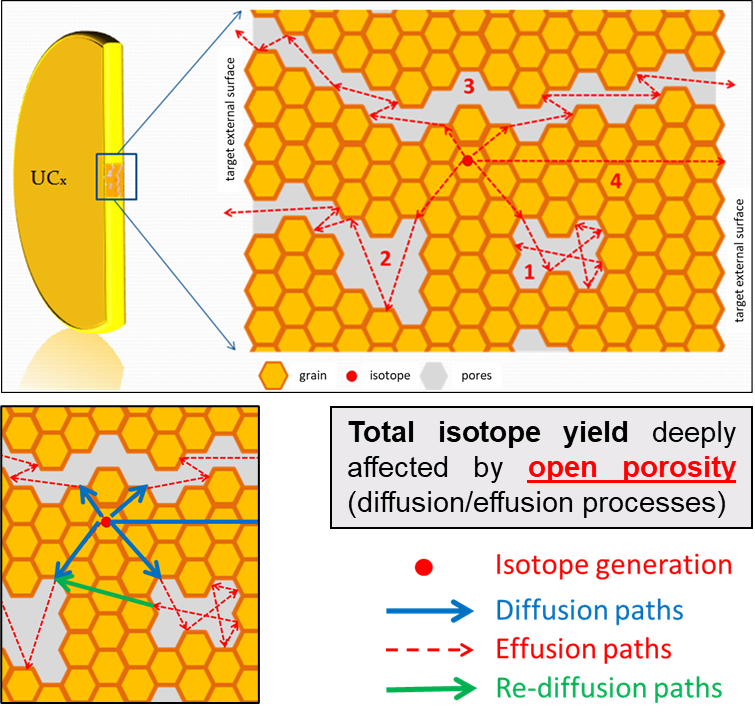 target external surface
UCx
3
4
2
1
target external surface
grain
isotope
pores
Total isotope yield deeply
affected by open porosity
(diffusion/effusion processes)
Isotope generation
Diffusion paths
Effusion paths
Re-diffusion paths